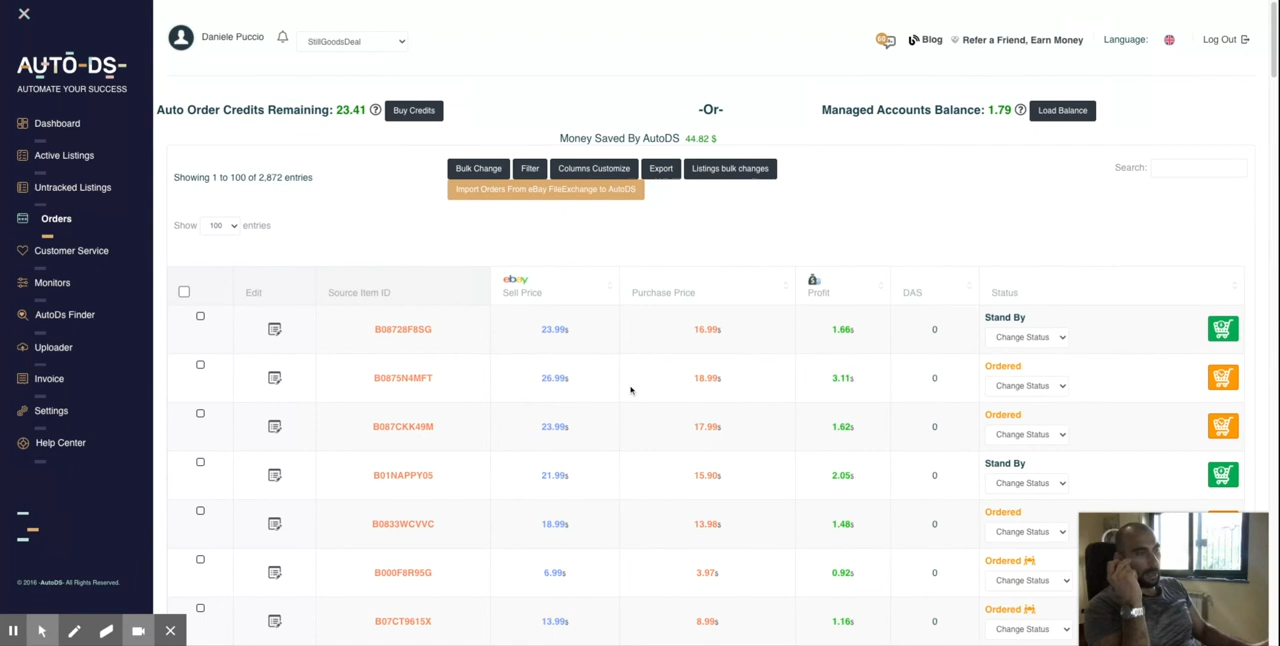 Daniele Puccio
StillGoodsDeal
Blog
Refer a Friend, Earn Money
Language:
Log Out
AUTO-DS-
AUTOMATE YOUR SUCCESS
Dashboard
Active Listings
Untracked Listings
Orders
Customer Service
Monitors
AutoDs Finder
Uploader
Invoice
Settings
Help Center
© 2016 -AutoDS- All Rights Reserved.
Auto Order Credits Remaining: 23.41 ? Buy Credits
-Or-
Managed Accounts Balance: 1.79 ? Load Balance
Money Saved By AutoDS 44.82 $
Showing 1 to 100 of 2,872 entries
Bulk Change Filter Columns Customize Export Listings bulk changes
Import Orders From eBay FileExchange to AutoDS
Search:
Show 100 entries
Edit Source Item ID ebay Sell Price Purchase Price Profit DAS Status
B08728F8SG 23.99$ 16.99$ 1.66$ 0 Stand By Change Status
B0875N4MFT 26.99$ 18.99$ 3.11$ 0 Ordered Change Status
B087CKK49M 23.99$ 17.99$ 1.62$ 0 Ordered Change Status
B01NAPPY05 21.99$ 15.90$ 2.05$ 0 Stand By Change Status
B0833WCVVC 18.99$ 13.98$ 1.48$ 0 Ordered Change Status
B000F8R95G 6.99$ 3.97$ 0.92$ 0 Ordered Change Status
B07CT9615X 13.99$ 8.99$ 1.16$ 0 Ordered Change Status